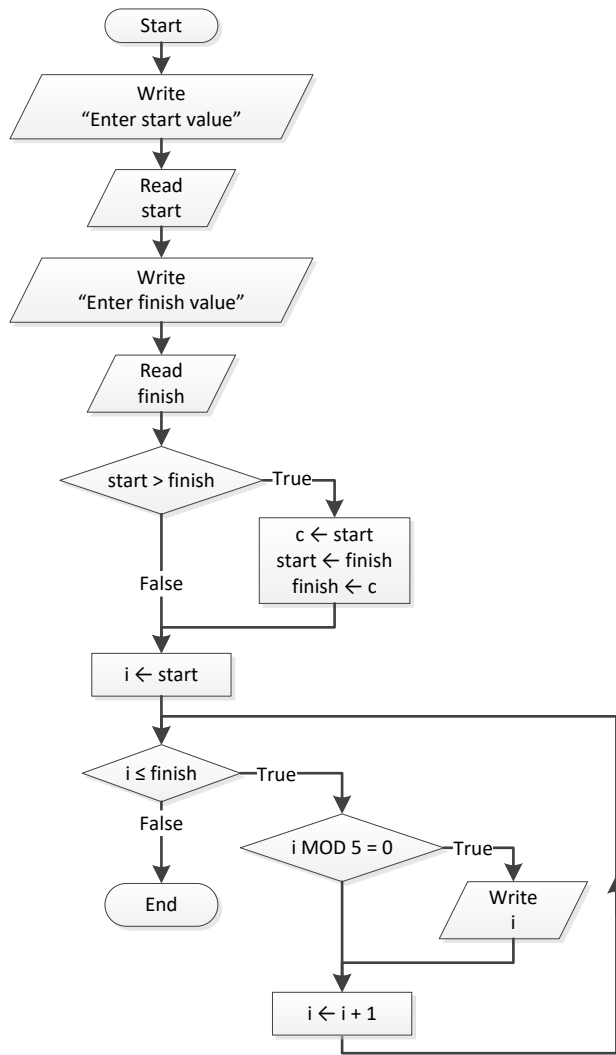 Start
Write
“Enter start value”
Read
start
Write
“Enter finish value”
Read
finish
start > finish
True
c ← start
start ← finish
finish ← c
False
i ← start
i ≤ finish
True
False
i MOD 5 = 0
True
End
Write
i
i ← i + 1